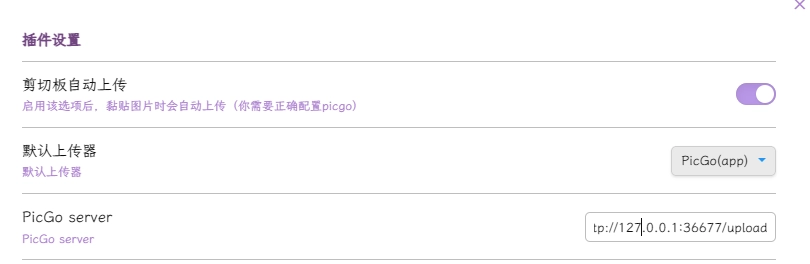 插件设置
剪切板自动上传
启用该选项后，黏贴图片时会自动上传（你需要正确配置picgo）
默认上传器
PicGo(app)
默认上传器
PicGo server
tp://127.0.0.1:36677/upload
PicGo server